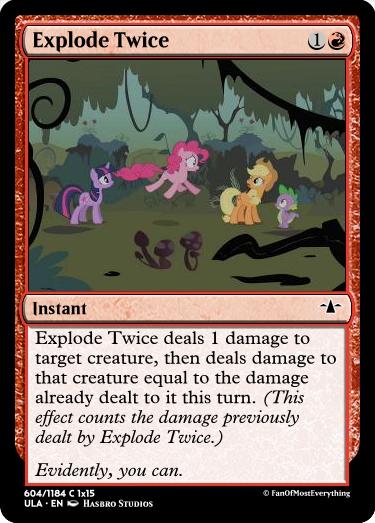 Explode Twice 1
Instant
Explode Twice deals 1 damage to
target creature, then deals damage to
that creature equal to the damage
already dealt to it this turn. (This
effect counts the damage previously
dealt by Explode Twice.)
Evidently, you can.
604/1184 C 1x15
ULA • EN Hasbro Studios
© FanOfMostEverything